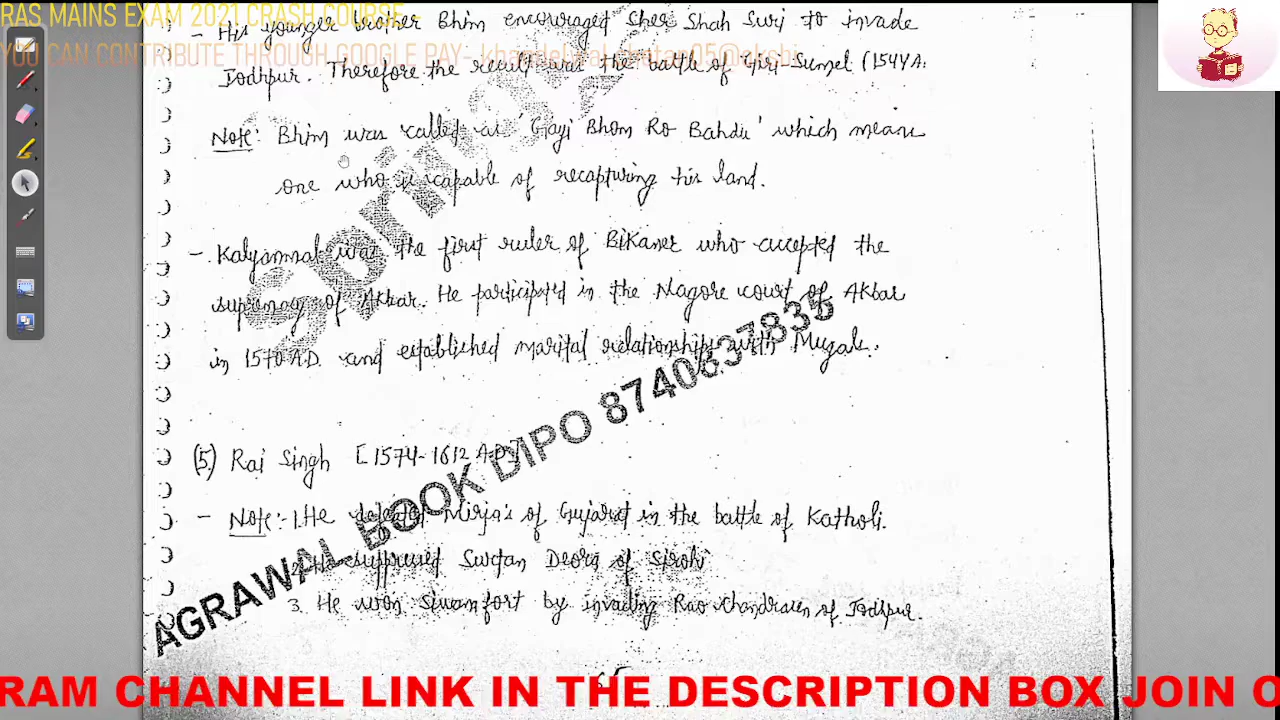 RAS MAINS EXAM 2021 CRASH COURSE -
YOU CAN CONTRIBUTE THROUGH GOOGLE PAY-
- His younger brother Bhim encouraged Sher Shah Suri to invade
Jodhpur. Therefore the result was the battle of Giri-Sumel (1544 A.
Note: Bhim was called as 'Gayi Bhom Ro Bahdu' which means
one who is capable of recapturing his land.
- Kalyanmal was the first ruler of Bikaner who accepted the
supremacy of Akbar. He participated in the Nagore court of Akbar
in 1570 A.D. and established marital relationships with Mugals.
(5) Rai Singh [1574-1612 A.D.]
- Note:- 1. He defeated Mirja's of Gujarat in the battle of Katholi.
2. He suppressed Surtan Deora of Sirohi
3. He won Siwan fort by invading Rao Chandrasen of Jodhpur.
AGRAWAL BOOK DIPO 8740637835
RAM CHANNEL LINK IN THE DESCRIPTION BOX JOIN